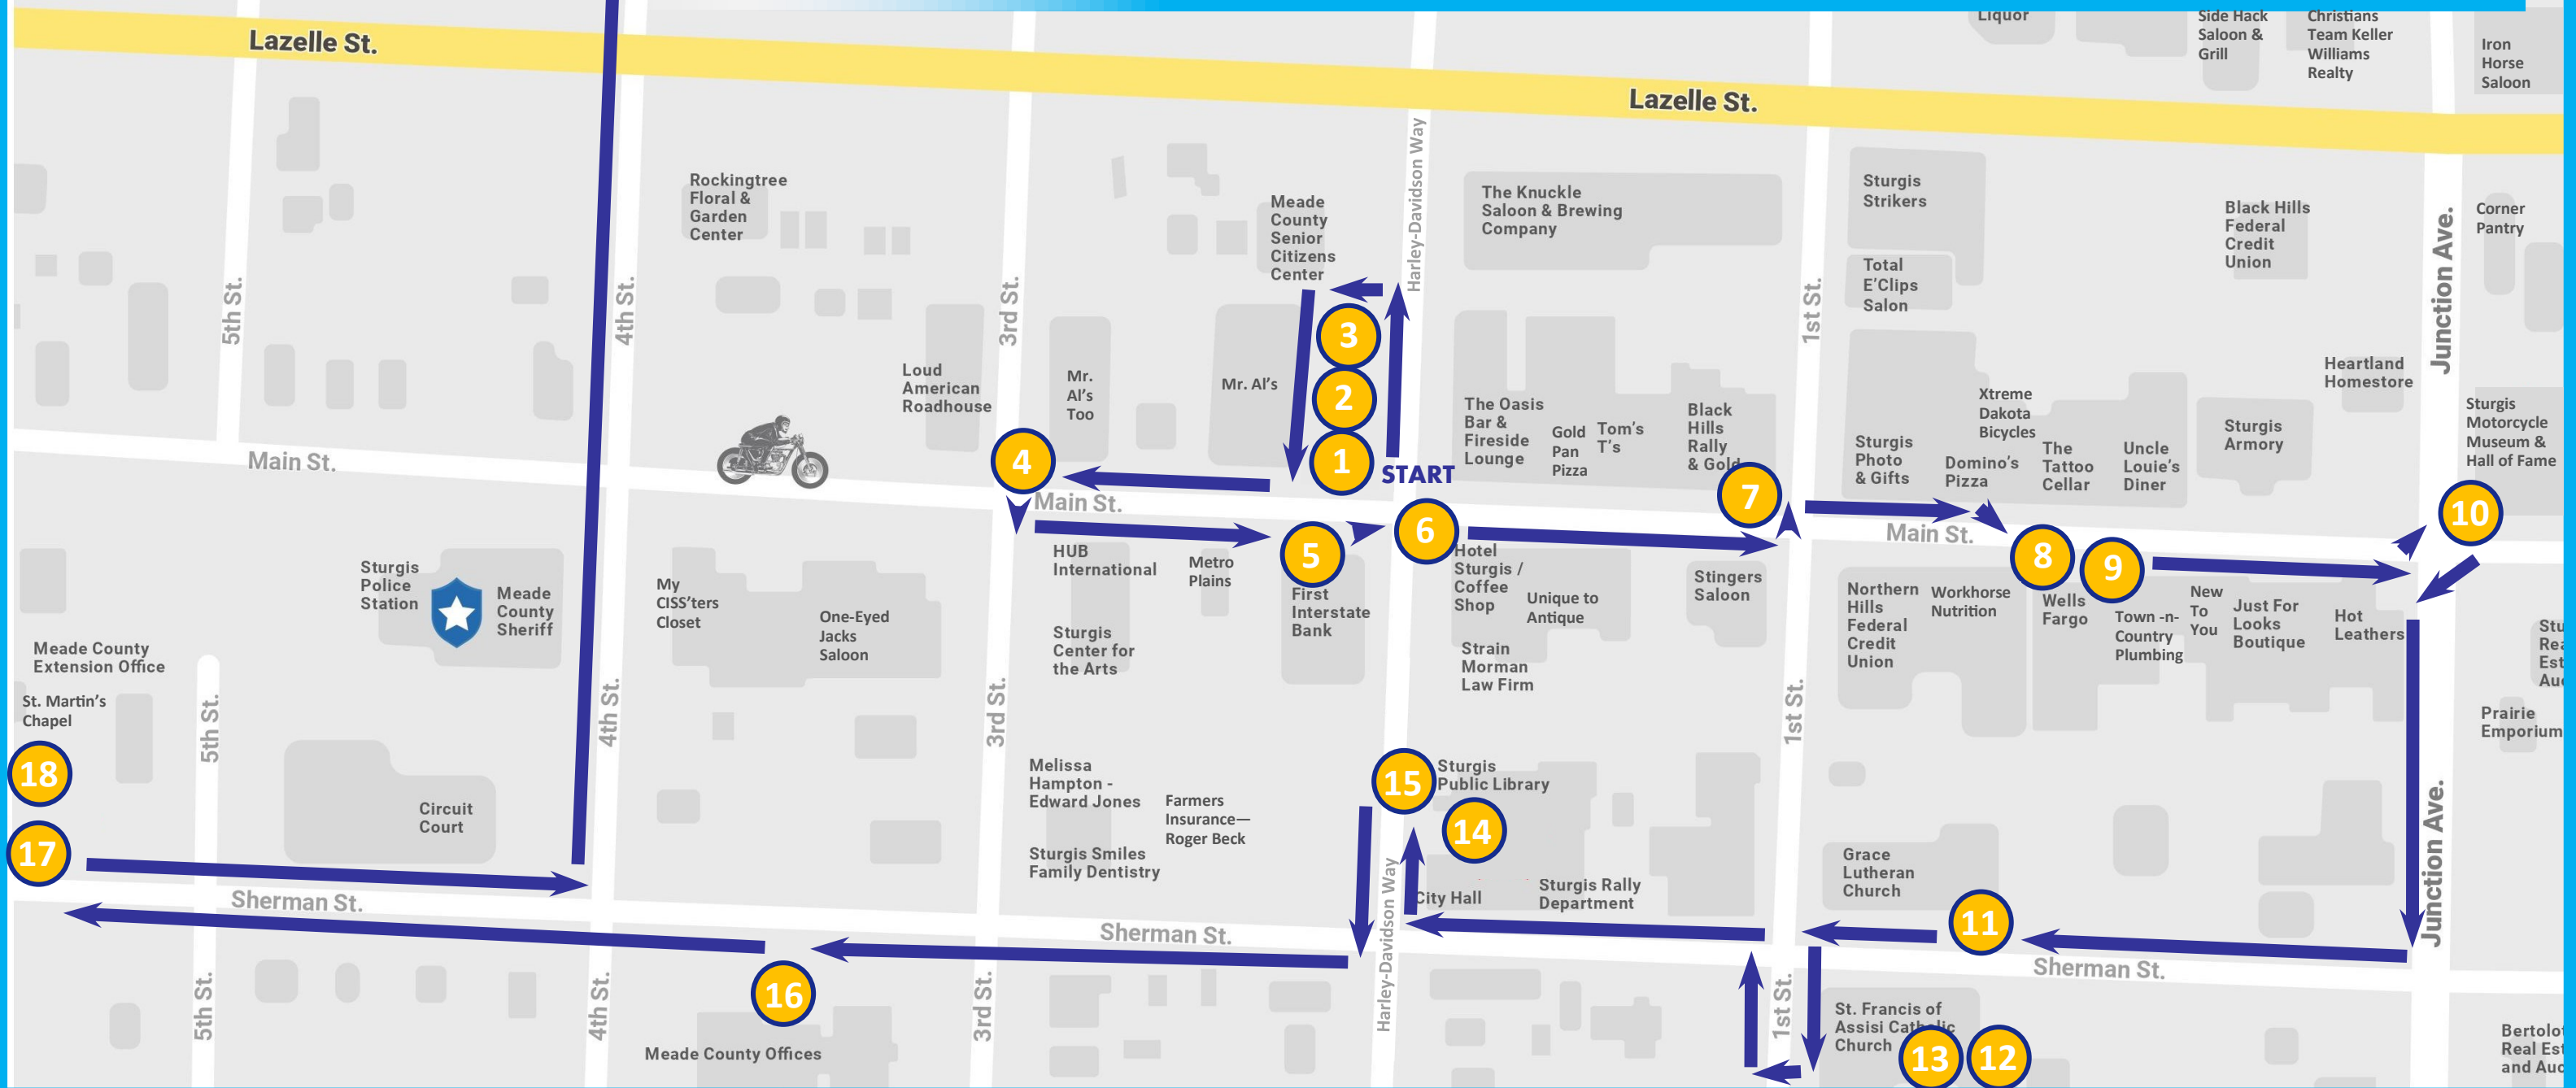 Lazelle St.
Lazelle St.
Liquor
Side Hack
Saloon &
Grill
Christians
Team Keller
Williams
Realty
Iron
Horse
Saloon
Rockingtree
Floral &
Garden
Center
Meade
County
Senior
Citizens
Center
Harley-Davidson Way
The Knuckle
Saloon & Brewing
Company
Sturgis
Strikers
Total
E'Clips
Salon
Black Hills
Federal
Credit
Union
Junction Ave.
Corner
Pantry
5th St.
4th St.
3rd St.
1st St.
3
2
1
START
Loud
American
Roadhouse
Mr.
Al's
Too
Mr. Al's
The Oasis
Bar &
Fireside
Lounge
Gold
Pan
Pizza
Tom's
T's
Black
Hills
Rally
& Gold
Sturgis
Photo
& Gifts
Xtreme
Dakota
Bicycles
Domino's
Pizza
The
Tattoo
Cellar
Uncle
Louie's
Diner
Sturgis
Armory
Heartland
Homestore
Sturgis
Motorcycle
Museum &
Hall of Fame
Main St.
4
Main St.
5
6
7
Main St.
8
9
10
Sturgis
Police
Station
Meade
County
Sheriff
My
CISS'ters
Closet
One-Eyed
Jacks
Saloon
HUB
International
Metro
Plains
First
Interstate
Bank
Sturgis
Center for
the Arts
Hotel
Sturgis /
Coffee
Shop
Unique to
Antique
Strain
Morman
Law Firm
Stingers
Saloon
Northern
Hills
Federal
Credit
Union
Workhorse
Nutrition
Wells
Fargo
Town -n-
Country
Plumbing
New
To
You
Just For
Looks
Boutique
Hot
Leathers
Stu
Rea
Est
Auc
Prairie
Emporium
Meade County
Extension Office
St. Martin's
Chapel
18
17
5th St.
4th St.
3rd St.
1st St.
Circuit
Court
Melissa
Hampton -
Edward Jones
Farmers
Insurance—
Roger Beck
Sturgis Smiles
Family Dentistry
15
Sturgis
Public Library
14
City Hall
Sturgis Rally
Department
Grace
Lutheran
Church
11
Junction Ave.
Sherman St.
Sherman St.
Sherman St.
Harley-Davidson Way
5th St.
4th St.
3rd St.
1st St.
16
Meade County Offices
St. Francis of
Assisi Catholic
Church
13
12
Bertolot
Real Est
and Auc